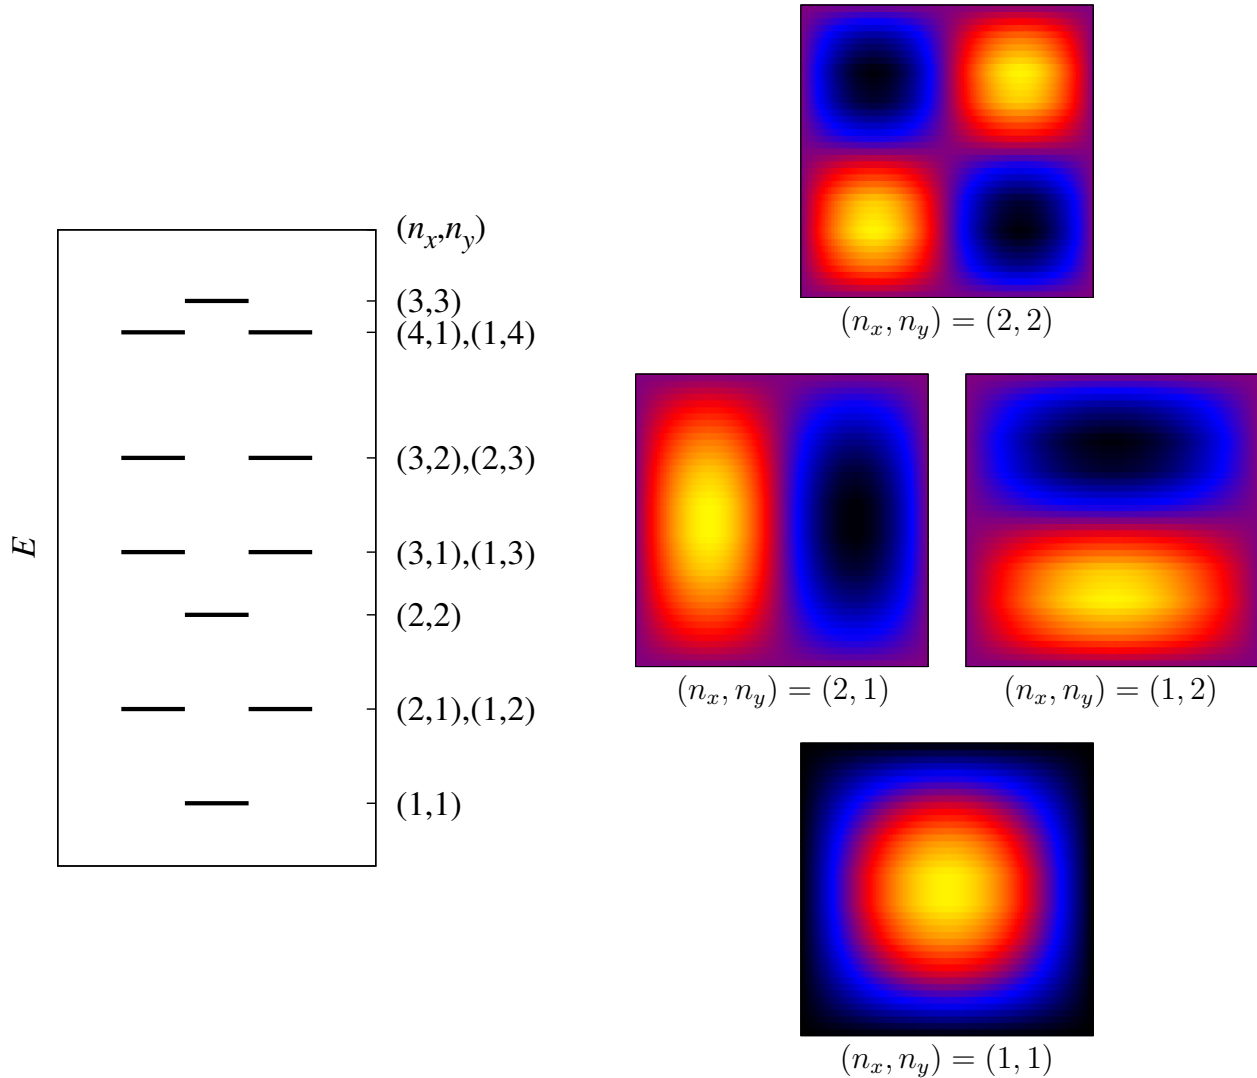 E
(n_x,n_y)
(3,3)
(4,1),(1,4)
(3,2),(2,3)
(3,1),(1,3)
(2,2)
(2,1),(1,2)
(1,1)
(n_x, n_y) = (2, 2)
(n_x, n_y) = (2, 1)
(n_x, n_y) = (1, 2)
(n_x, n_y) = (1, 1)